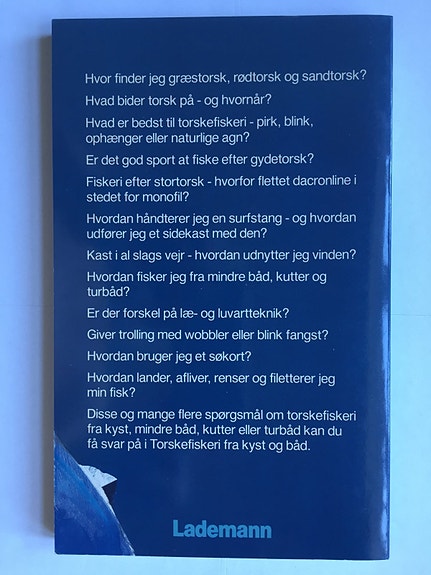 Hvor finder jeg græstorsk, rødtorsk og sandtorsk?
Hvad bider torsk på - og hvornår?
Hvad er bedst til torskefiskeri - pirk, blink,
ophænger eller naturlige agn?
Er det god sport at fiske efter gydetorsk?
Fiskeri efter stortorsk - hvorfor flettet dacronline i
stedet for monofil?
Hvordan håndterer jeg en surfstang - og hvordan
udfører jeg et sidekast med den?
Kast i al slags vejr - hvordan udnytter jeg vinden?
Hvordan fisker jeg fra mindre båd, kutter og
turbåd?
Er der forskel på læ- og luvartteknik?
Giver trolling med wobbler eller blink fangst?
Hvordan bruger jeg et søkort?
Hvordan lander, afliver, renser og filetterer jeg
min fisk?
Disse og mange flere spørgsmål om torskefiskeri
fra kyst, mindre båd, kutter eller turbåd kan du
få svar på i Torskefiskeri fra kyst og båd.
Lademann